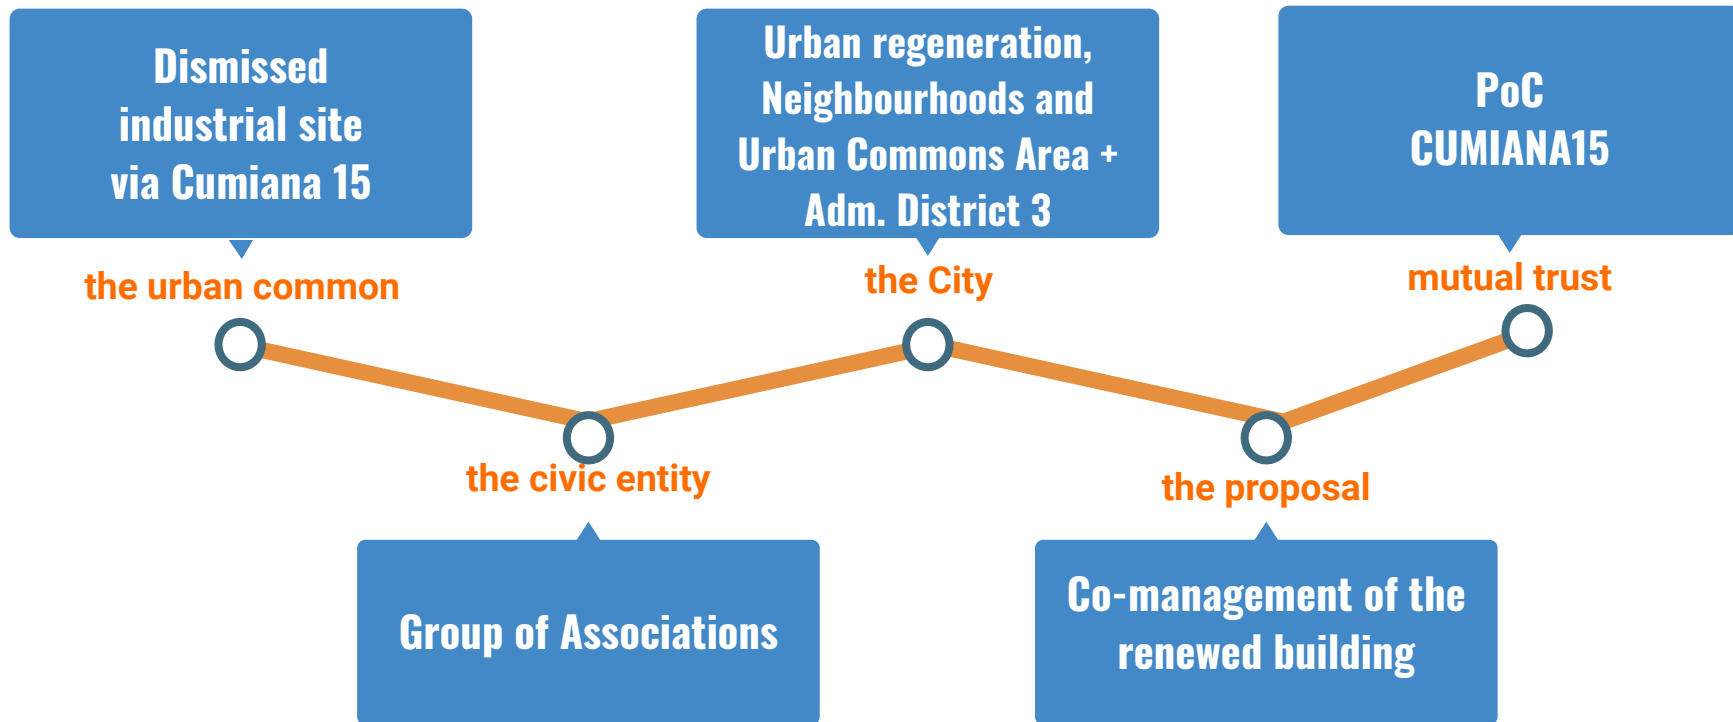 Dismissed
industrial site
via Cumiana 15
the urban common
the civic entity
Group of Associations
Urban regeneration,
Neighbourhoods and
Urban Commons Area +
Adm. District 3
the City
the proposal
Co-management of the
renewed building
PoC
CUMIANA15
mutual trust